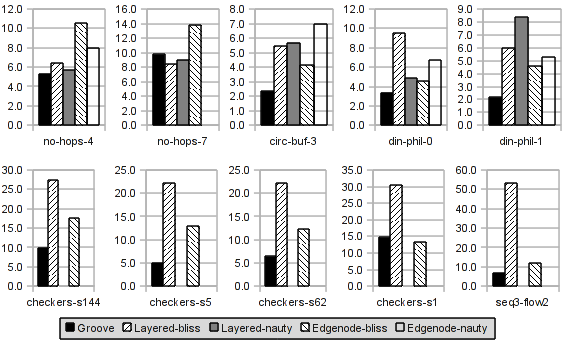 12.0 10.0 8.0 6.0 4.0 2.0 0.0
no-hops-4
16.0 14.0 12.0 10.0 8.0 6.0 4.0 2.0 0.0
no-hops-7
8.0 7.0 6.0 5.0 4.0 3.0 2.0 1.0 0.0
circ-buf-3
12.0 10.0 8.0 6.0 4.0 2.0 0.0
din-phil-0
9.0 8.0 7.0 6.0 5.0 4.0 3.0 2.0 1.0 0.0
din-phil-1
30.0 25.0 20.0 15.0 10.0 5.0 0.0
checkers-s144
25.0 20.0 15.0 10.0 5.0 0.0
checkers-s5
25.0 20.0 15.0 10.0 5.0 0.0
checkers-s62
35.0 30.0 25.0 20.0 15.0 10.0 5.0 0.0
checkers-s1
60.0 50.0 40.0 30.0 20.0 10.0 0.0
seq3-flow2
Groove Layered-bliss Layered-nauty Edgenode-bliss Edgenode-nauty